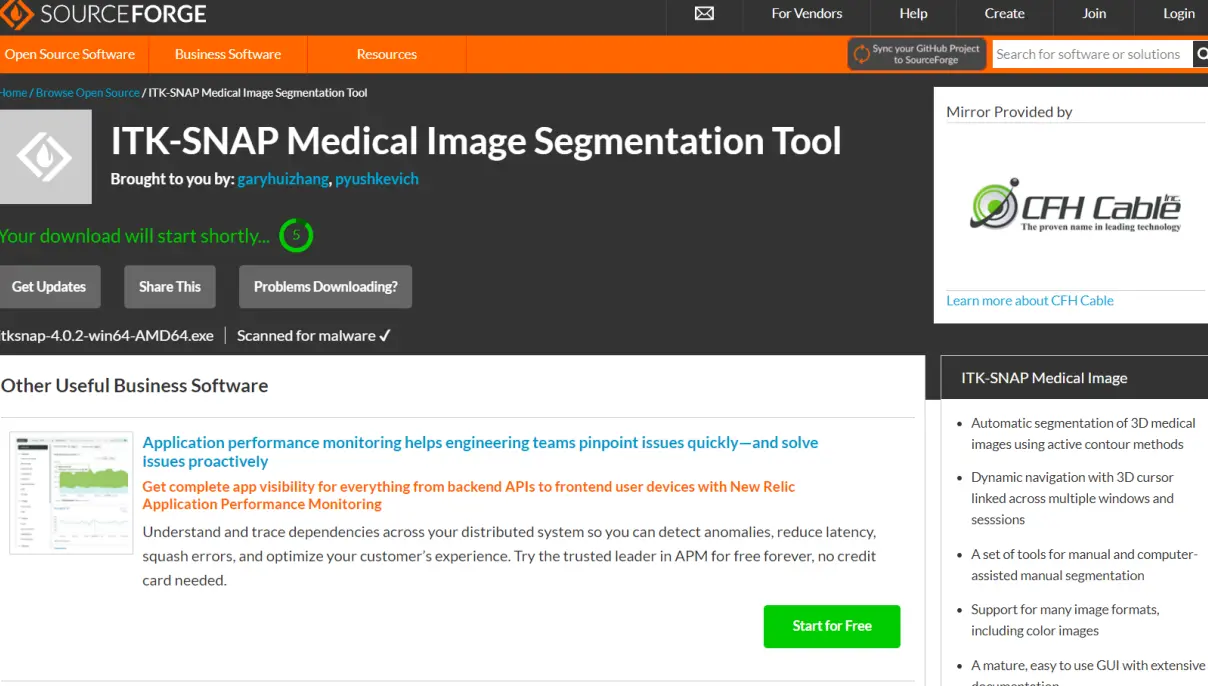 SOURCEFORGE
For Vendors
Help
Create
Join
Login
Open Source Software
Business Software
Resources
Sync your GitHub Project
to SourceForge
Search for software or solutions
Home / Browse Open Source / ITK-SNAP Medical Image Segmentation Tool
ITK-SNAP Medical Image Segmentation Tool
Brought to you by: garyhuizhang, pyushkevich
Your download will start shortly... 5
Get Updates
Share This
Problems Downloading?
itksnap-4.0.2-win64-AMD64.exe
Scanned for malware ✓
Mirror Provided by
CFH Cable Inc.
The proven name in leading technology
Learn more about CFH Cable
Other Useful Business Software
Application performance monitoring helps engineering teams pinpoint issues quickly—and solve
issues proactively
Get complete app visibility for everything from backend APIs to frontend user devices with New Relic
Application Performance Monitoring
Understand and trace dependencies across your distributed system so you can detect anomalies, reduce latency,
squash errors, and optimize your customer’s experience. Try the trusted leader in APM for free forever, no credit
card needed.
Start for Free
ITK-SNAP Medical Image
• Automatic segmentation of 3D medical
images using active contour methods
• Dynamic navigation with 3D cursor
linked across multiple windows and
sesssions
• A set of tools for manual and computer-
assisted manual segmentation
• Support for many image formats,
including color images
• A mature, easy to use GUI with extensive
documentation